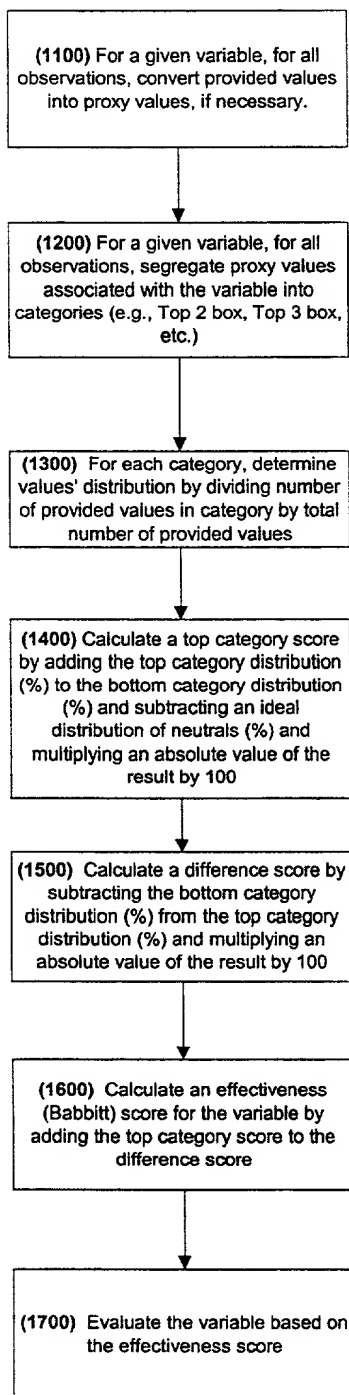 (1100) For a given variable, for all
observations, convert provided values
into proxy values, if necessary.
(1200) For a given variable, for all
observations, segregate proxy values
associated with the variable into
categories (e.g., Top 2 box, Top 3 box,
etc.)
(1300) For each category, determine
values' distribution by dividing number
of provided values in category by total
number of provided values
(1400) Calculate a top category score
by adding the top category distribution
(%) to the bottom category distribution
(%) and subtracting an ideal
distribution of neutrals (%) and
multiplying an absolute value of the
result by 100
(1500) Calculate a difference score by
subtracting the bottom category
distribution (%) from the top category
distribution (%) and multiplying an
absolute value of the result by 100
(1600) Calculate an effectiveness
(Babbitt) score for the variable by
adding the top category score to the
difference score
(1700) Evaluate the variable based on
the effectiveness score